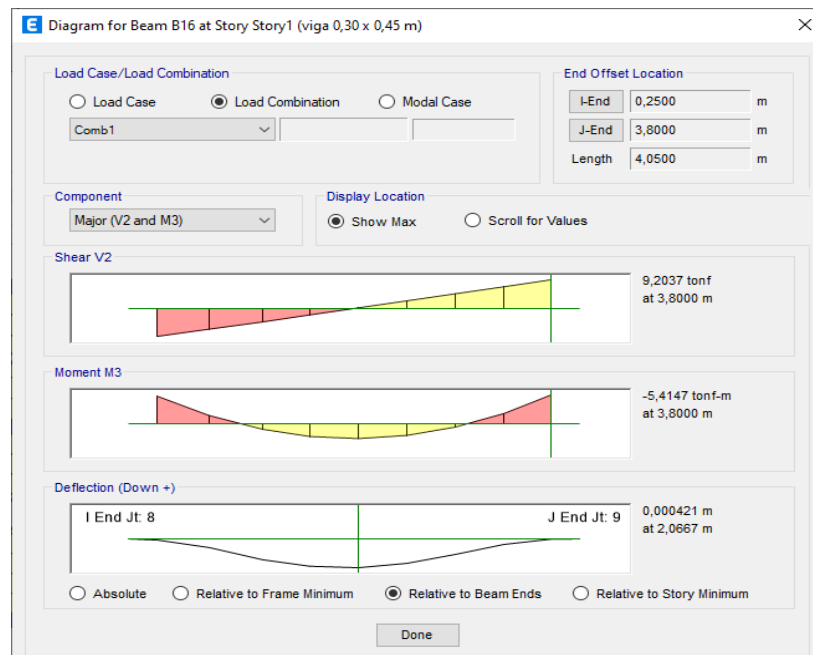 E Diagram for Beam B16 at Story Story1 (viga 0,30 x 0,45 m)
Load Case/Load Combination
Load Case Load Combination Modal Case
Comb1
End Offset Location
I-End 0,2500 m
J-End 3,8000 m
Length 4,0500 m
Component
Major (V2 and M3)
Display Location
Show Max Scroll for Values
Shear V2
9,2037 tonf
at 3,8000 m
Moment M3
-5,4147 tonf-m
at 3,8000 m
Deflection (Down +)
I End Jt: 8 J End Jt: 9
0,000421 m
at 2,0667 m
Absolute Relative to Frame Minimum Relative to Beam Ends Relative to Story Minimum
Done